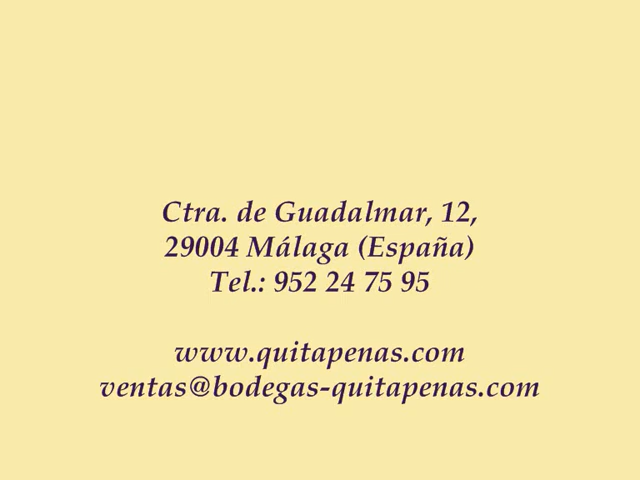 Ctra. de Guadalmar, 12,
29004 Málaga (España)
Tel.: 952 24 75 95
www.quitapenas.com
ventas@bodegas-quitapenas.com